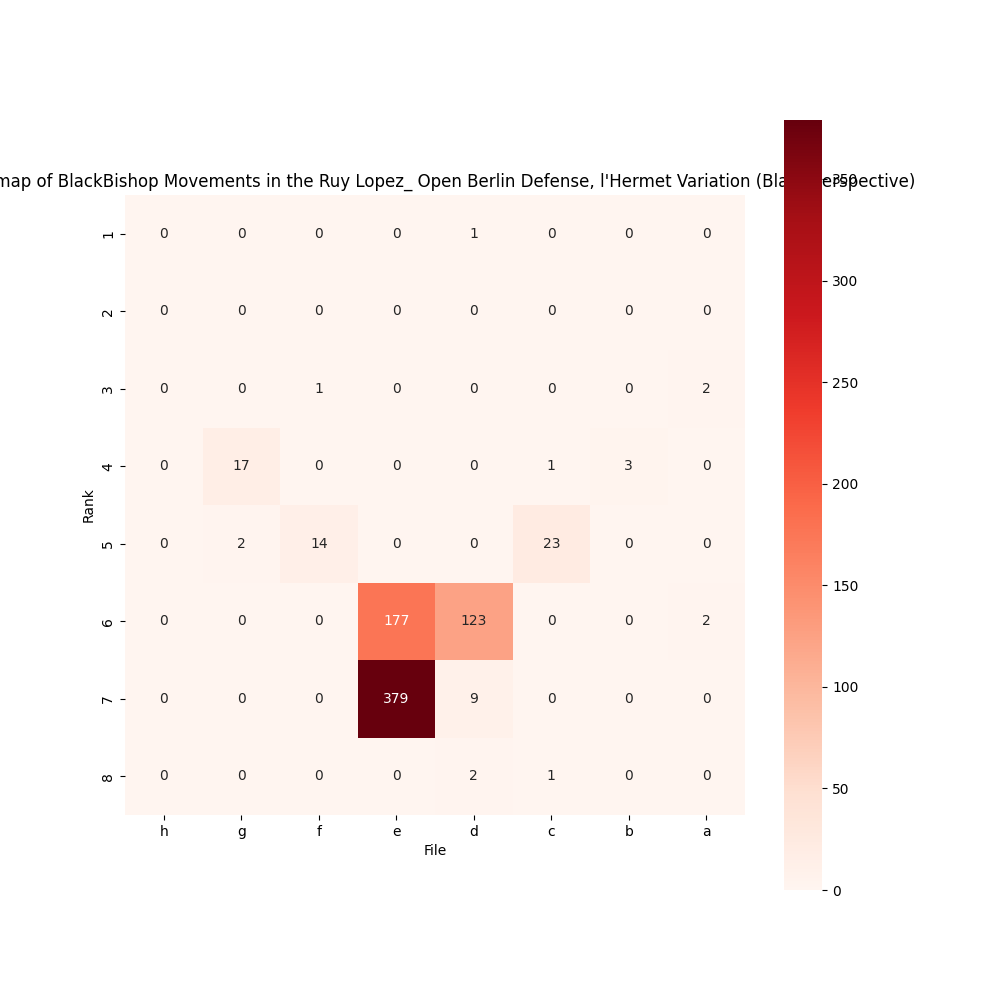 map of BlackBishop Movements in the Ruy Lopez_ Open Berlin Defense, l'Hermet Variation (Bla erspective)
1 0 0 0 0 1 0 0 0
2 0 0 0 0 0 0 0 0
3 0 0 1 0 0 0 0 2
4 0 17 0 0 0 1 3 0
5 0 2 14 0 0 23 0 0
6 0 0 0 177 123 0 0 2
7 0 0 0 379 9 0 0 0
8 0 0 0 0 2 1 0 0
h g f e d c b a
File
Rank
350
300
250
200
150
100
50
0